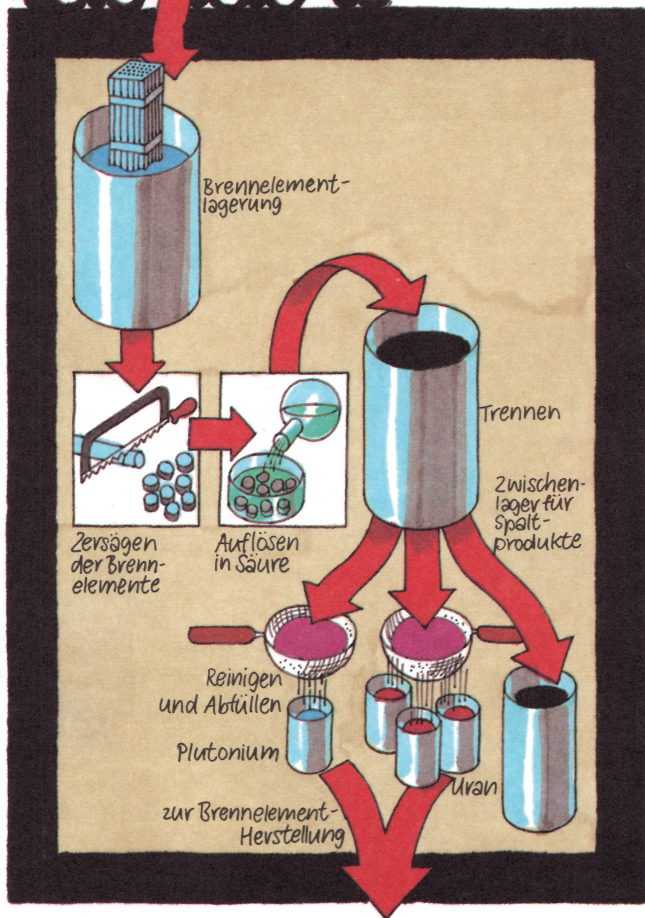 Brennelement-
lagerung
Zersägen
der Brenn-
elemente
Auflösen
in Säure
Trennen
Zwischen-
lager für
Spalt-
produkte
Reinigen
und Abfüllen
Plutonium
Uran
zur Brennelement-
Herstellung